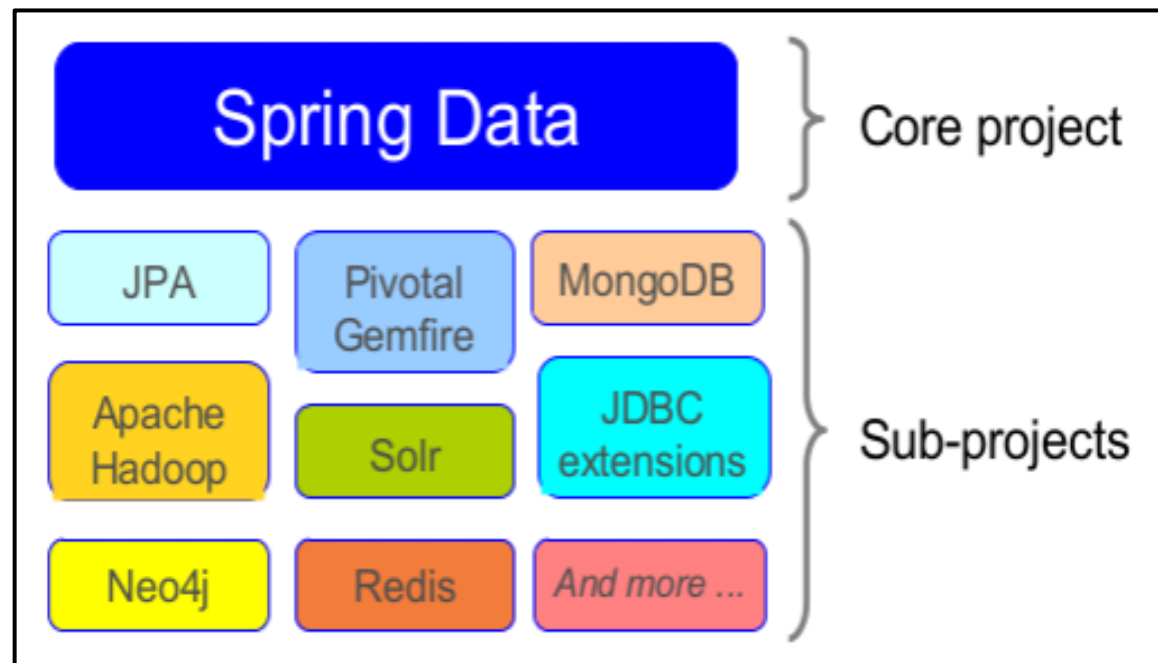 Spring Data
Core project
JPA
Pivotal
Gemfire
MongoDB
Apache
Hadoop
Solr
JDBC
extensions
Sub-projects
Neo4j
Redis
And more ...